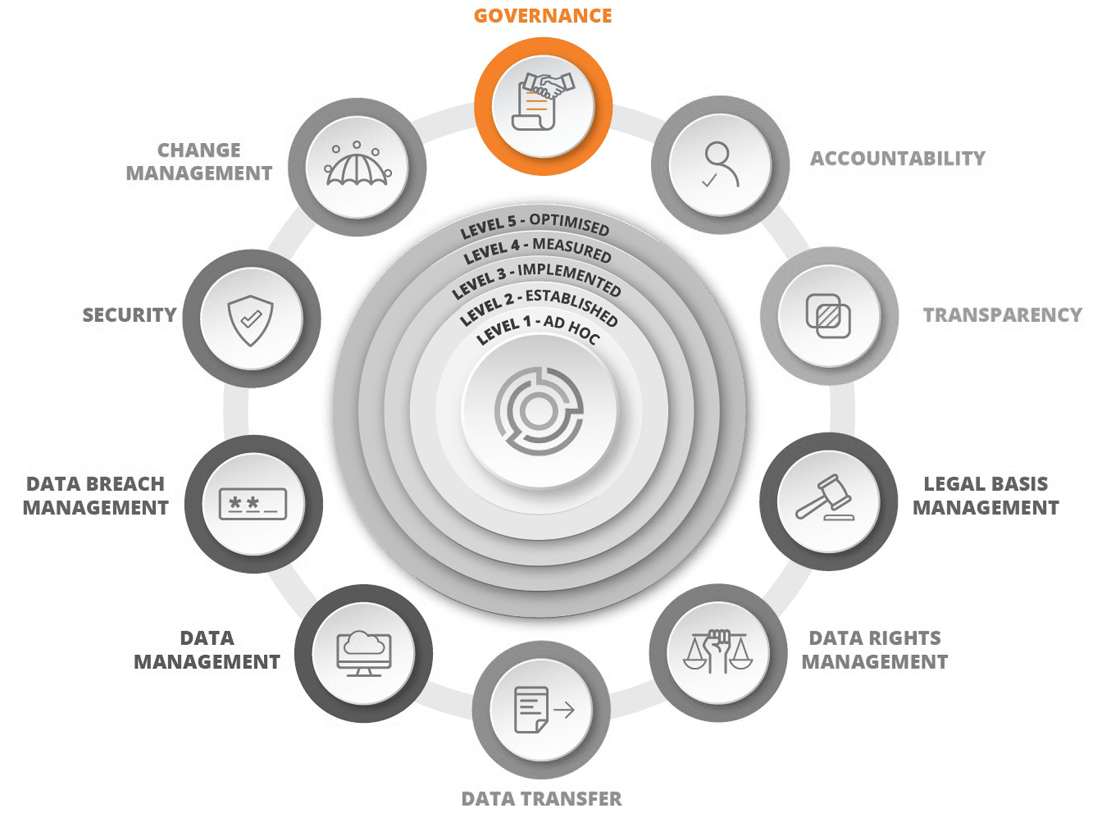 GOVERNANCE
CHANGE
MANAGEMENT
ACCOUNTABILITY
LEVEL 5 - OPTIMISED
LEVEL 4 - MEASURED
LEVEL 3 - IMPLEMENTED
LEVEL 2 - ESTABLISHED
LEVEL 1 - AD HOC
SECURITY
TRANSPARENCY
DATA BREACH
MANAGEMENT
**_
LEGAL BASIS
MANAGEMENT
DATA
MANAGEMENT
DATA RIGHTS
MANAGEMENT
DATA TRANSFER